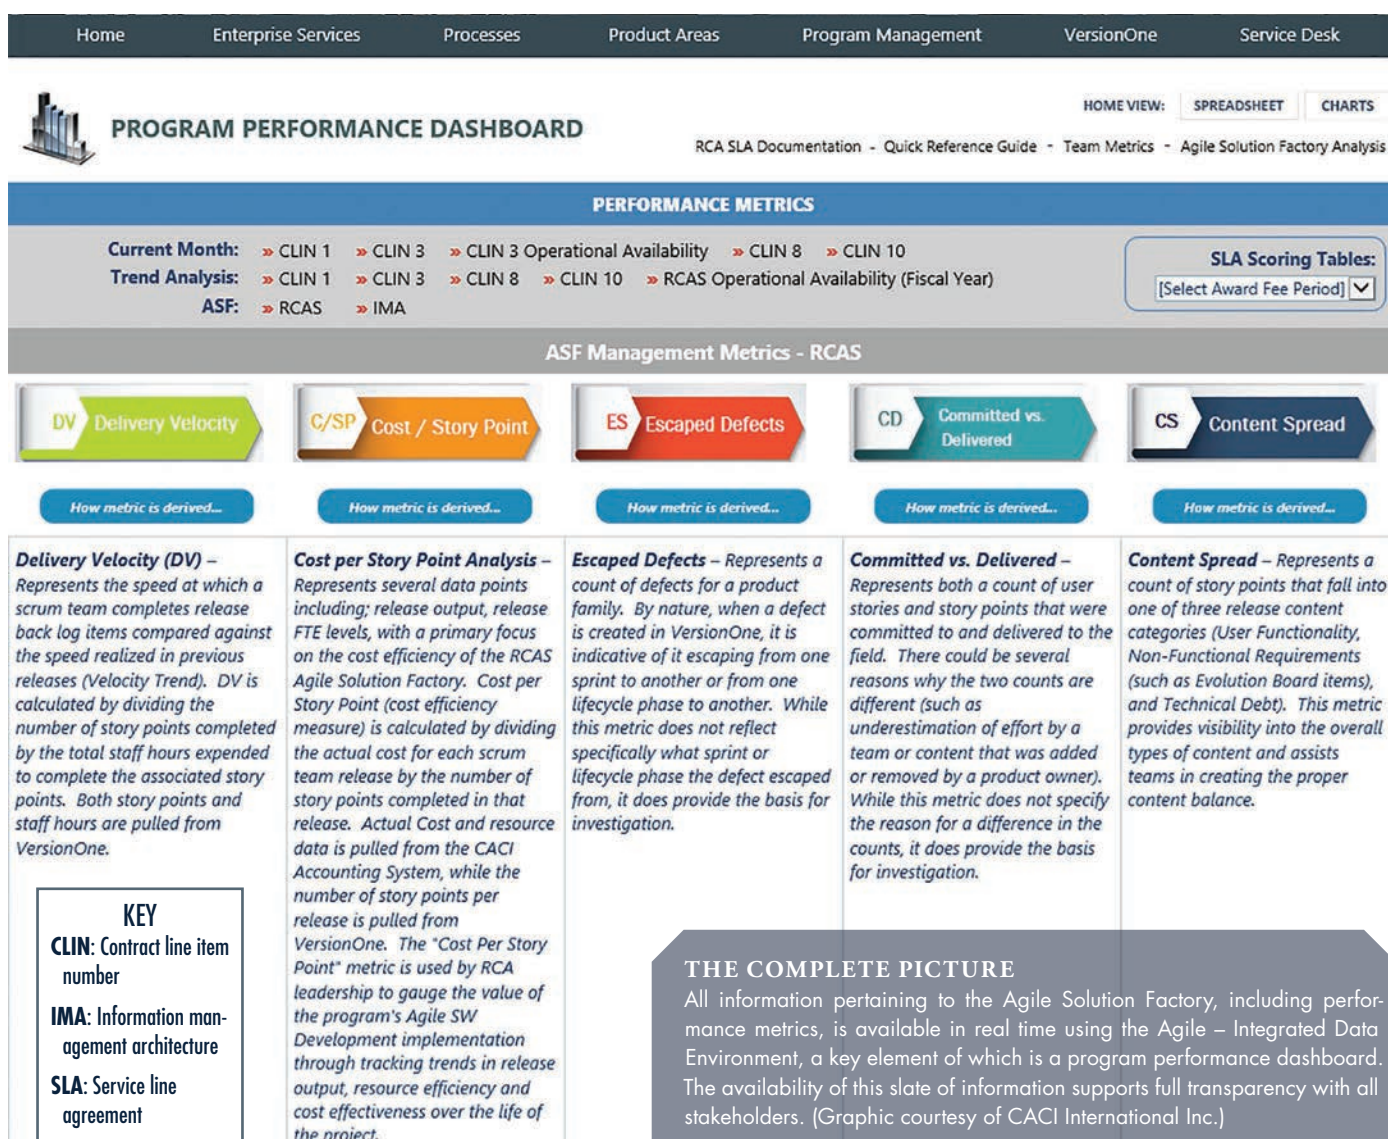 Home Enterprise Services Processes Product Areas Program Management VersionOne Service Desk
PROGRAM PERFORMANCE DASHBOARD
HOME VIEW: SPREADSHEET CHARTS
RCA SLA Documentation - Quick Reference Guide - Team Metrics - Agile Solution Factory Analysis
PERFORMANCE METRICS
Current Month: » CLIN 1 » CLIN 3 » CLIN 3 Operational Availability » CLIN 8 » CLIN 10
Trend Analysis: » CLIN 1 » CLIN 3 » CLIN 8 » CLIN 10 » RCAS Operational Availability (Fiscal Year)
ASF: » RCAS » IMA
SLA Scoring Tables:
[Select Award Fee Period]
ASF Management Metrics - RCAS
DV Delivery Velocity
How metric is derived...
Delivery Velocity (DV) –
Represents the speed at which a
scrum team completes release
back log items compared against
the speed realized in previous
releases (Velocity Trend). DV is
calculated by dividing the
number of story points completed
by the total staff hours expended
to complete the associated story
points. Both story points and
staff hours are pulled from
VersionOne.
C/SP Cost / Story Point
How metric is derived...
Cost per Story Point Analysis –
Represents several data points
including; release output, release
FTE levels, with a primary focus
on the cost efficiency of the RCAS
Agile Solution Factory. Cost per
Story Point (cost efficiency
measure) is calculated by dividing
the actual cost for each scrum
team release by the number of
story points completed in that
release. Actual Cost and resource
data is pulled from the CACI
Accounting System, while the
number of story points per
release is pulled from
VersionOne. The "Cost Per Story
Point" metric is used by RCA
leadership to gauge the value of
the program's Agile SW
Development implementation
through tracking trends in release
output, resource efficiency and
cost effectiveness over the life of
the project.
ES Escaped Defects
How metric is derived...
Escaped Defects – Represents a
count of defects for a product
family. By nature, when a defect
is created in VersionOne, it is
indicative of it escaping from one
sprint to another or from one
lifecycle phase to another. While
this metric does not reflect
specifically what sprint or
lifecycle phase the defect escaped
from, it does provide the basis for
investigation.
CD Committed vs.
Delivered
How metric is derived...
Committed vs. Delivered –
Represents both a count of user
stories and story points that were
committed to and delivered to the
field. There could be several
reasons why the two counts are
different (such as
underestimation of effort by a
team or content that was added
or removed by a product owner).
While this metric does not specify
the reason for a difference in the
counts, it does provide the basis
for investigation.
CS Content Spread
How metric is derived...
Content Spread – Represents a
count of story points that fall into
one of three release content
categories (User Functionality,
Non-Functional Requirements
(such as Evolution Board items),
and Technical Debt). This metric
provides visibility into the overall
types of content and assists
teams in creating the proper
content balance.
KEY
CLIN: Contract line item
number
IMA: Information man-
agement architecture
SLA: Service line
agreement
THE COMPLETE PICTURE
All information pertaining to the Agile Solution Factory, including perfor-
mance metrics, is available in real time using the Agile – Integrated Data
Environment, a key element of which is a program performance dashboard.
The availability of this slate of information supports full transparency with all
stakeholders. (Graphic courtesy of CACI International Inc.)